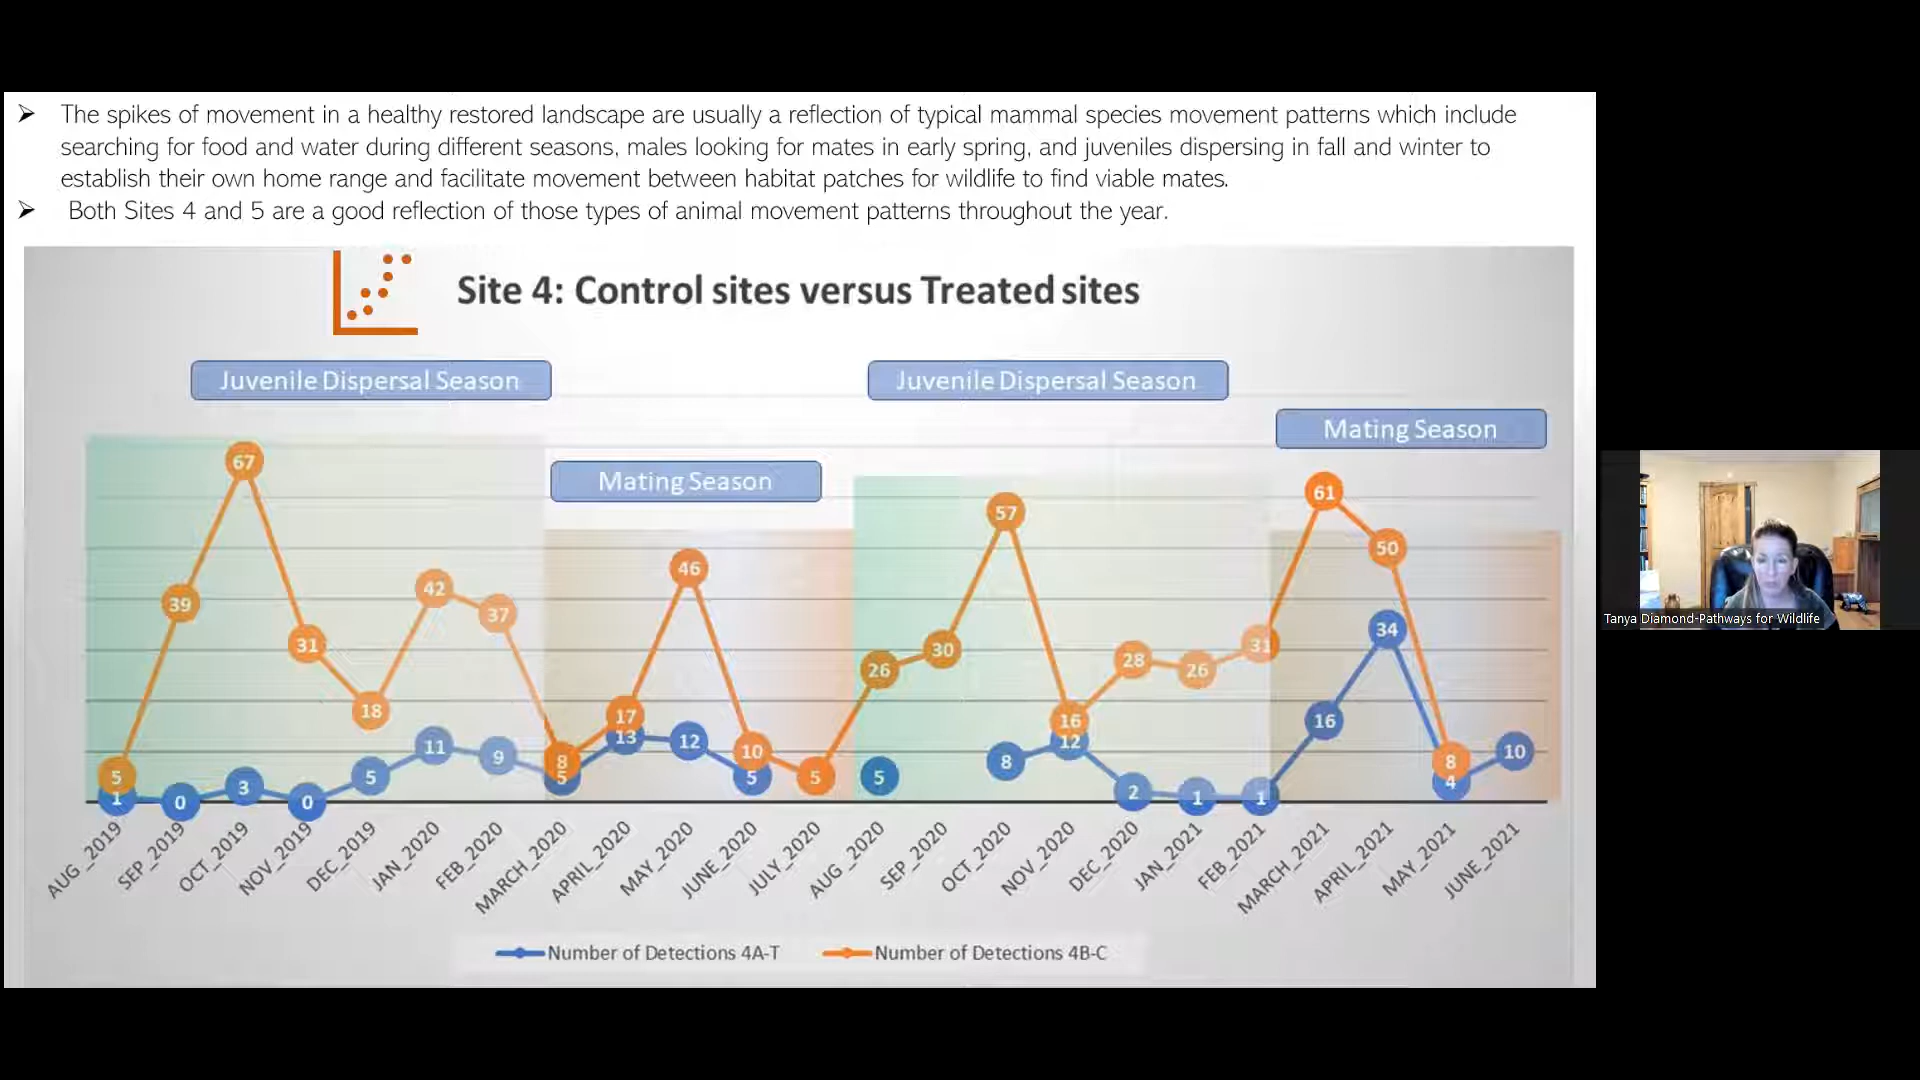 ➢ The spikes of movement in a healthy restored landscape are usually a reflection of typical mammal species movement patterns which include
searching for food and water during different seasons, males looking for mates in early spring, and juveniles dispersing in fall and winter to
establish their own home range and facilitate movement between habitat patches for wildlife to find viable mates.
➢ Both Sites 4 and 5 are a good reflection of those types of animal movement patterns throughout the year.
Site 4: Control sites versus Treated sites
Juvenile Dispersal Season
Juvenile Dispersal Season
Mating Season
Mating Season
5 39 67 31 18 42 37 8 17 46 10 5 26 30 57 16 28 26 31 61 50 8
1 0 3 0 5 11 9 5 13 12 5 5 8 12 2 1 1 16 34 4 10
AUG_2019 SEP_2019 OCT_2019 NOV_2019 DEC_2019 JAN_2020 FEB_2020 MARCH_2020 APRIL_2020 MAY_2020 JUNE_2020 JULY_2020 AUG_2020 SEP_2020 OCT_2020 NOV_2020 DEC_2020 JAN_2021 FEB_2021 MARCH_2021 APRIL_2021 MAY_2021 JUNE_2021
Number of Detections 4A-T Number of Detections 4B-C
Tanya Diamond-Pathways for Wildlife